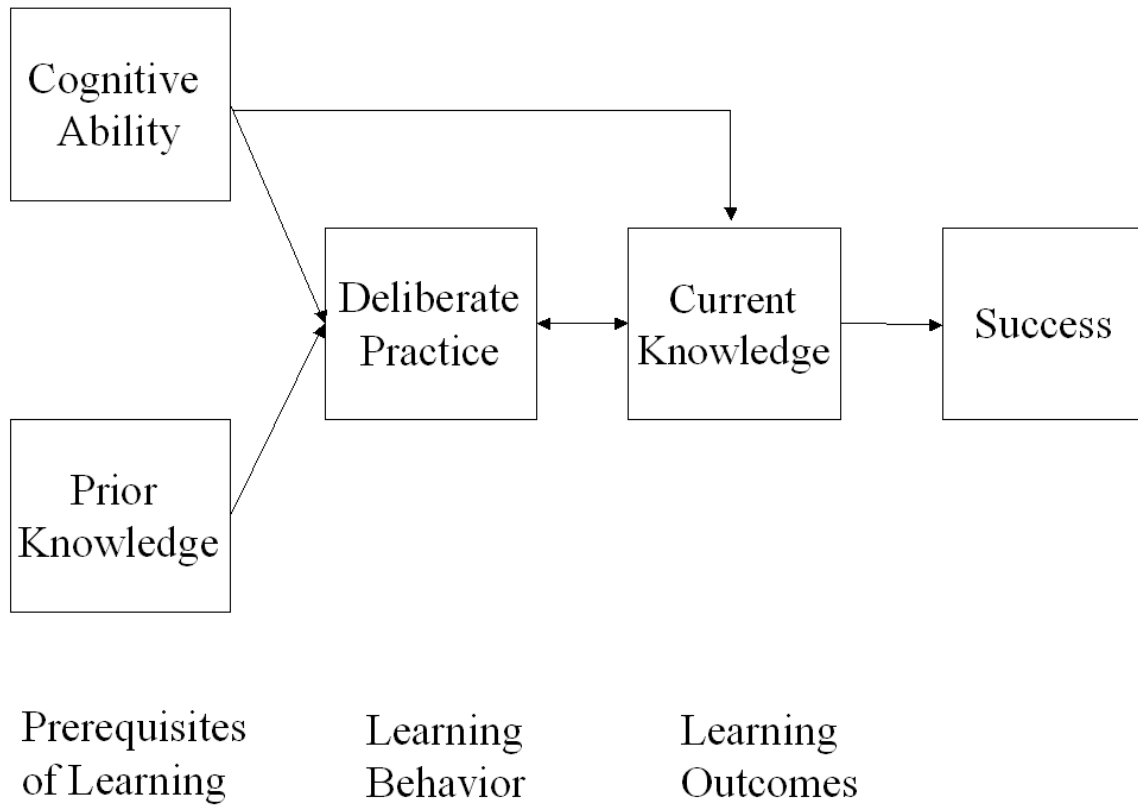 Cognitive
Ability
Deliberate
Practice
Current
Knowledge
Success
Prior
Knowledge
Prerequisites
of Learning
Learning
Behavior
Learning
Outcomes